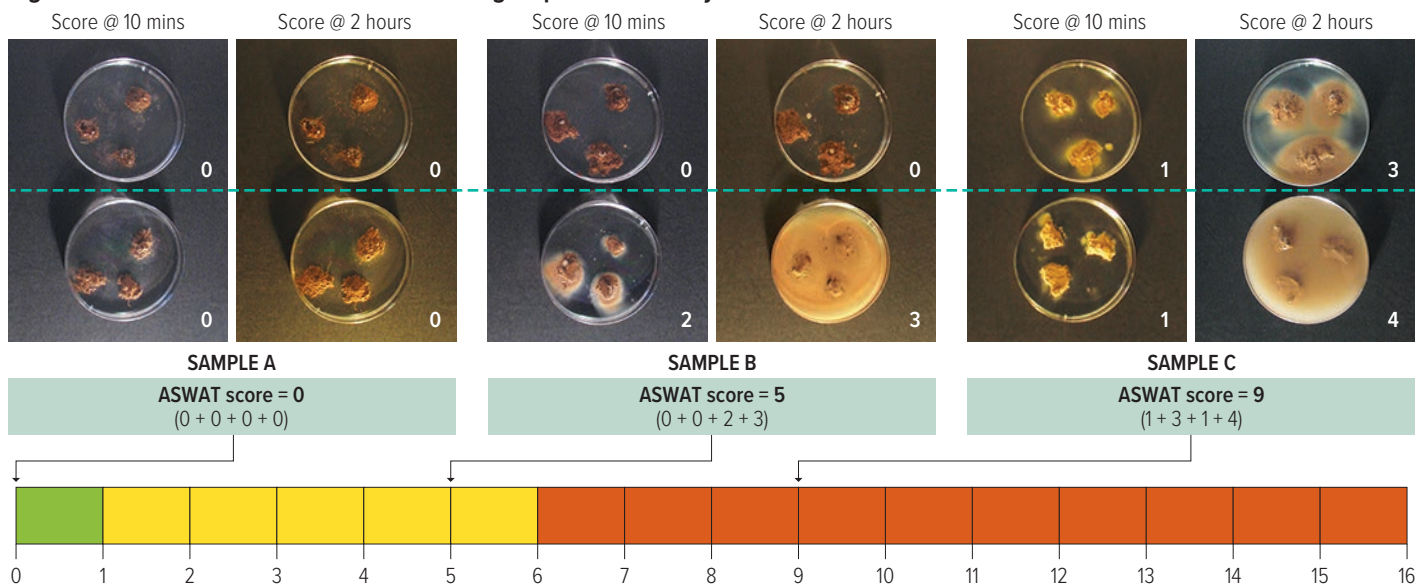 Score @ 10 mins Score @ 2 hours Score @ 10 mins Score @ 2 hours Score @ 10 mins Score @ 2 hours
0 0 0 0 1 3
0 0 2 3 1 4
SAMPLE A SAMPLE B SAMPLE C
ASWAT score = 0 ASWAT score = 5 ASWAT score = 9
(0 + 0 + 0 + 0) (0 + 0 + 2 + 3) (1 + 3 + 1 + 4)
0 1 2 3 4 5 6 7 8 9 10 11 12 13 14 15 16